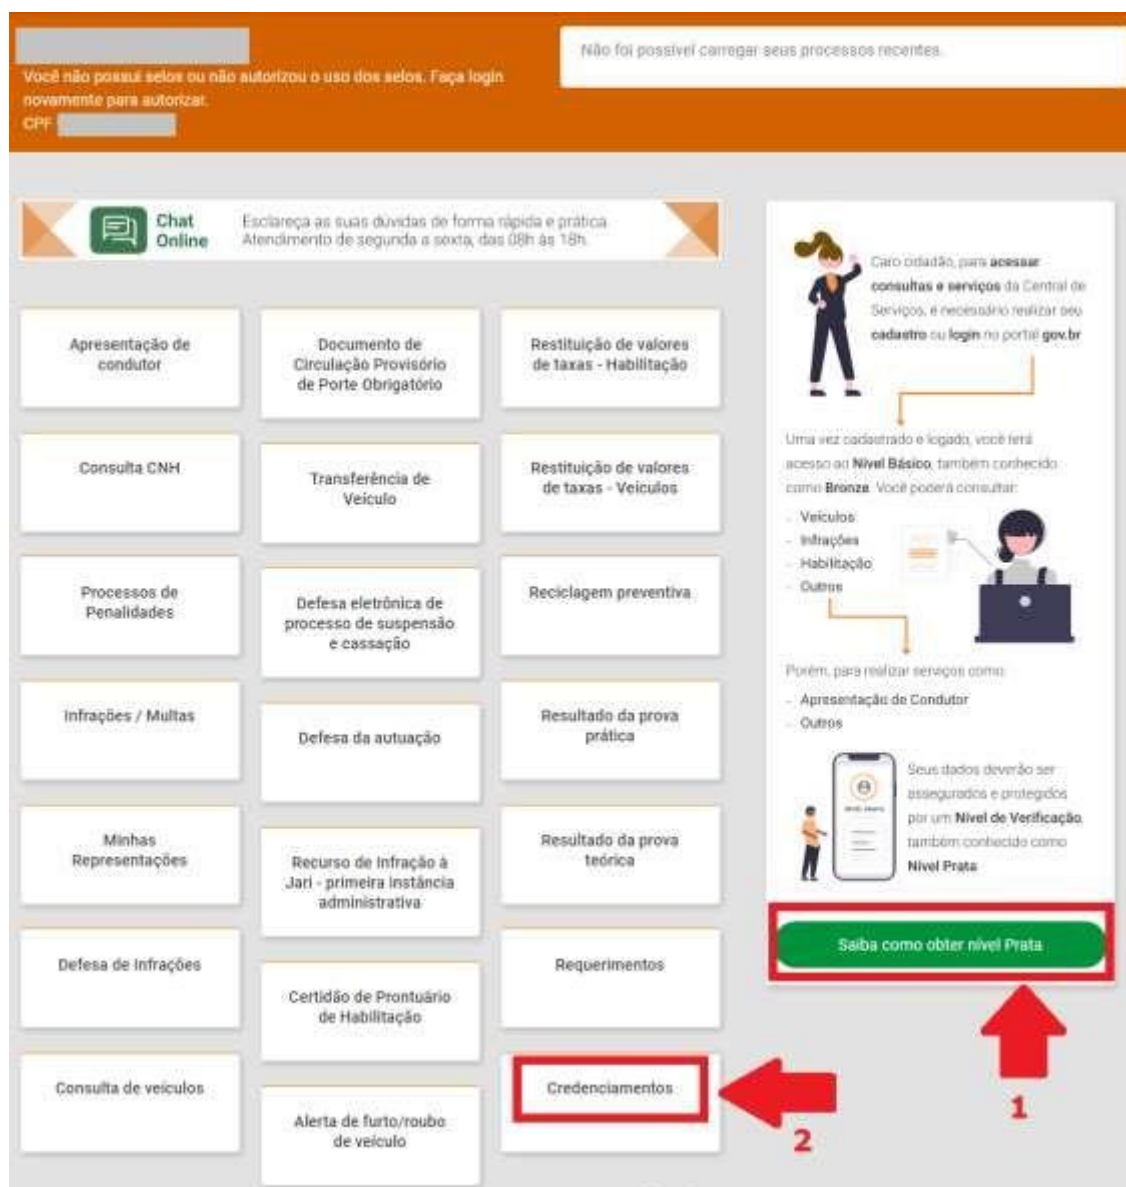 Não foi possível carregar seus processos recentes.
Você não possui selos ou não autorizou o uso dos selos. Faça login
novamente para autorizar.
CPF
Chat
Online
Esclareça as suas dúvidas de forma rápida e prática.
Atendimento de segunda a sexta, das 08h às 18h.
Apresentação de
condutor
Documento de
Circulação Provisório
de Porte Obrigatório
Restituição de valores
de taxas - Habilitação
Consulta CNH
Transferência de
Veículo
Restituição de valores
de taxas - Veículos
Processos de
Penalidades
Defesa eletrônica de
processo de suspensão
e cassação
Reciclagem preventiva
Infrações / Multas
Defesa da autuação
Resultado da prova
prática
Minhas
Representações
Recurso de Infração à
Jari - primeira instância
administrativa
Resultado da prova
teórica
Defesa de Infrações
Certidão de Prontuário
de Habilitação
Requerimentos
Consulta de veículos
Alerta de furto/roubo
de veículo
Credenciamentos
2
Caro cidadão, para acessar
consultas e serviços da Central de
Serviços, é necessário realizar seu
cadastro ou login no portal gov.br
Uma vez cadastrado e logado, você terá
acesso ao Nível Básico, também conhecido
como Bronze. Você poderá consultar:
- Veículos
- Infrações
- Habilitação
- Outros
Porém, para realizar serviços como:
- Apresentação de Condutor
- Outros
NÍVEL PRATA
Seus dados deverão ser
assegurados e protegidos
por um Nível de Verificação,
também conhecido como
Nível Prata
Saiba como obter nível Prata
1